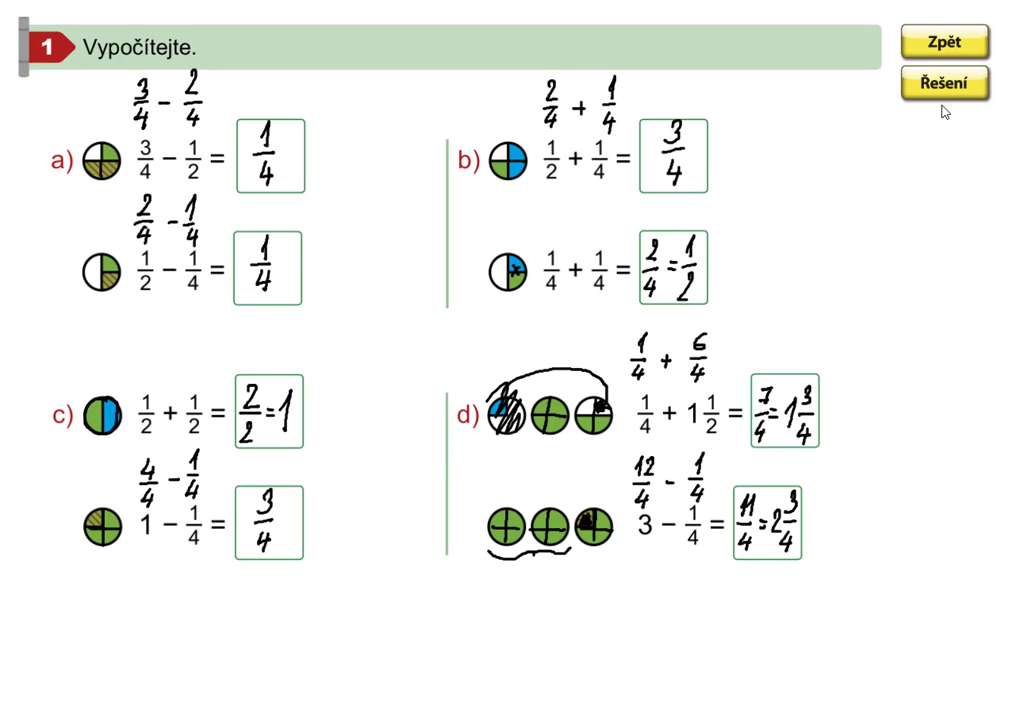 1 Vypočítejte.
Zpět
Řešení
3/4 - 2/4
a) 3/4 - 1/2 = 1/4
2/4 - 1/4
1/2 - 1/4 = 1/4
2/4 + 1/4
b) 1/2 + 1/4 = 3/4
1/4 + 1/4 = 2/4 = 1/2
c) 1/2 + 1/2 = 2/2 = 1
4/4 - 1/4
1 - 1/4 = 3/4
1/4 + 6/4
d) 1/4 + 1 1/2 = 7/4 = 1 3/4
12/4 - 1/4
3 - 1/4 = 11/4 = 2 3/4